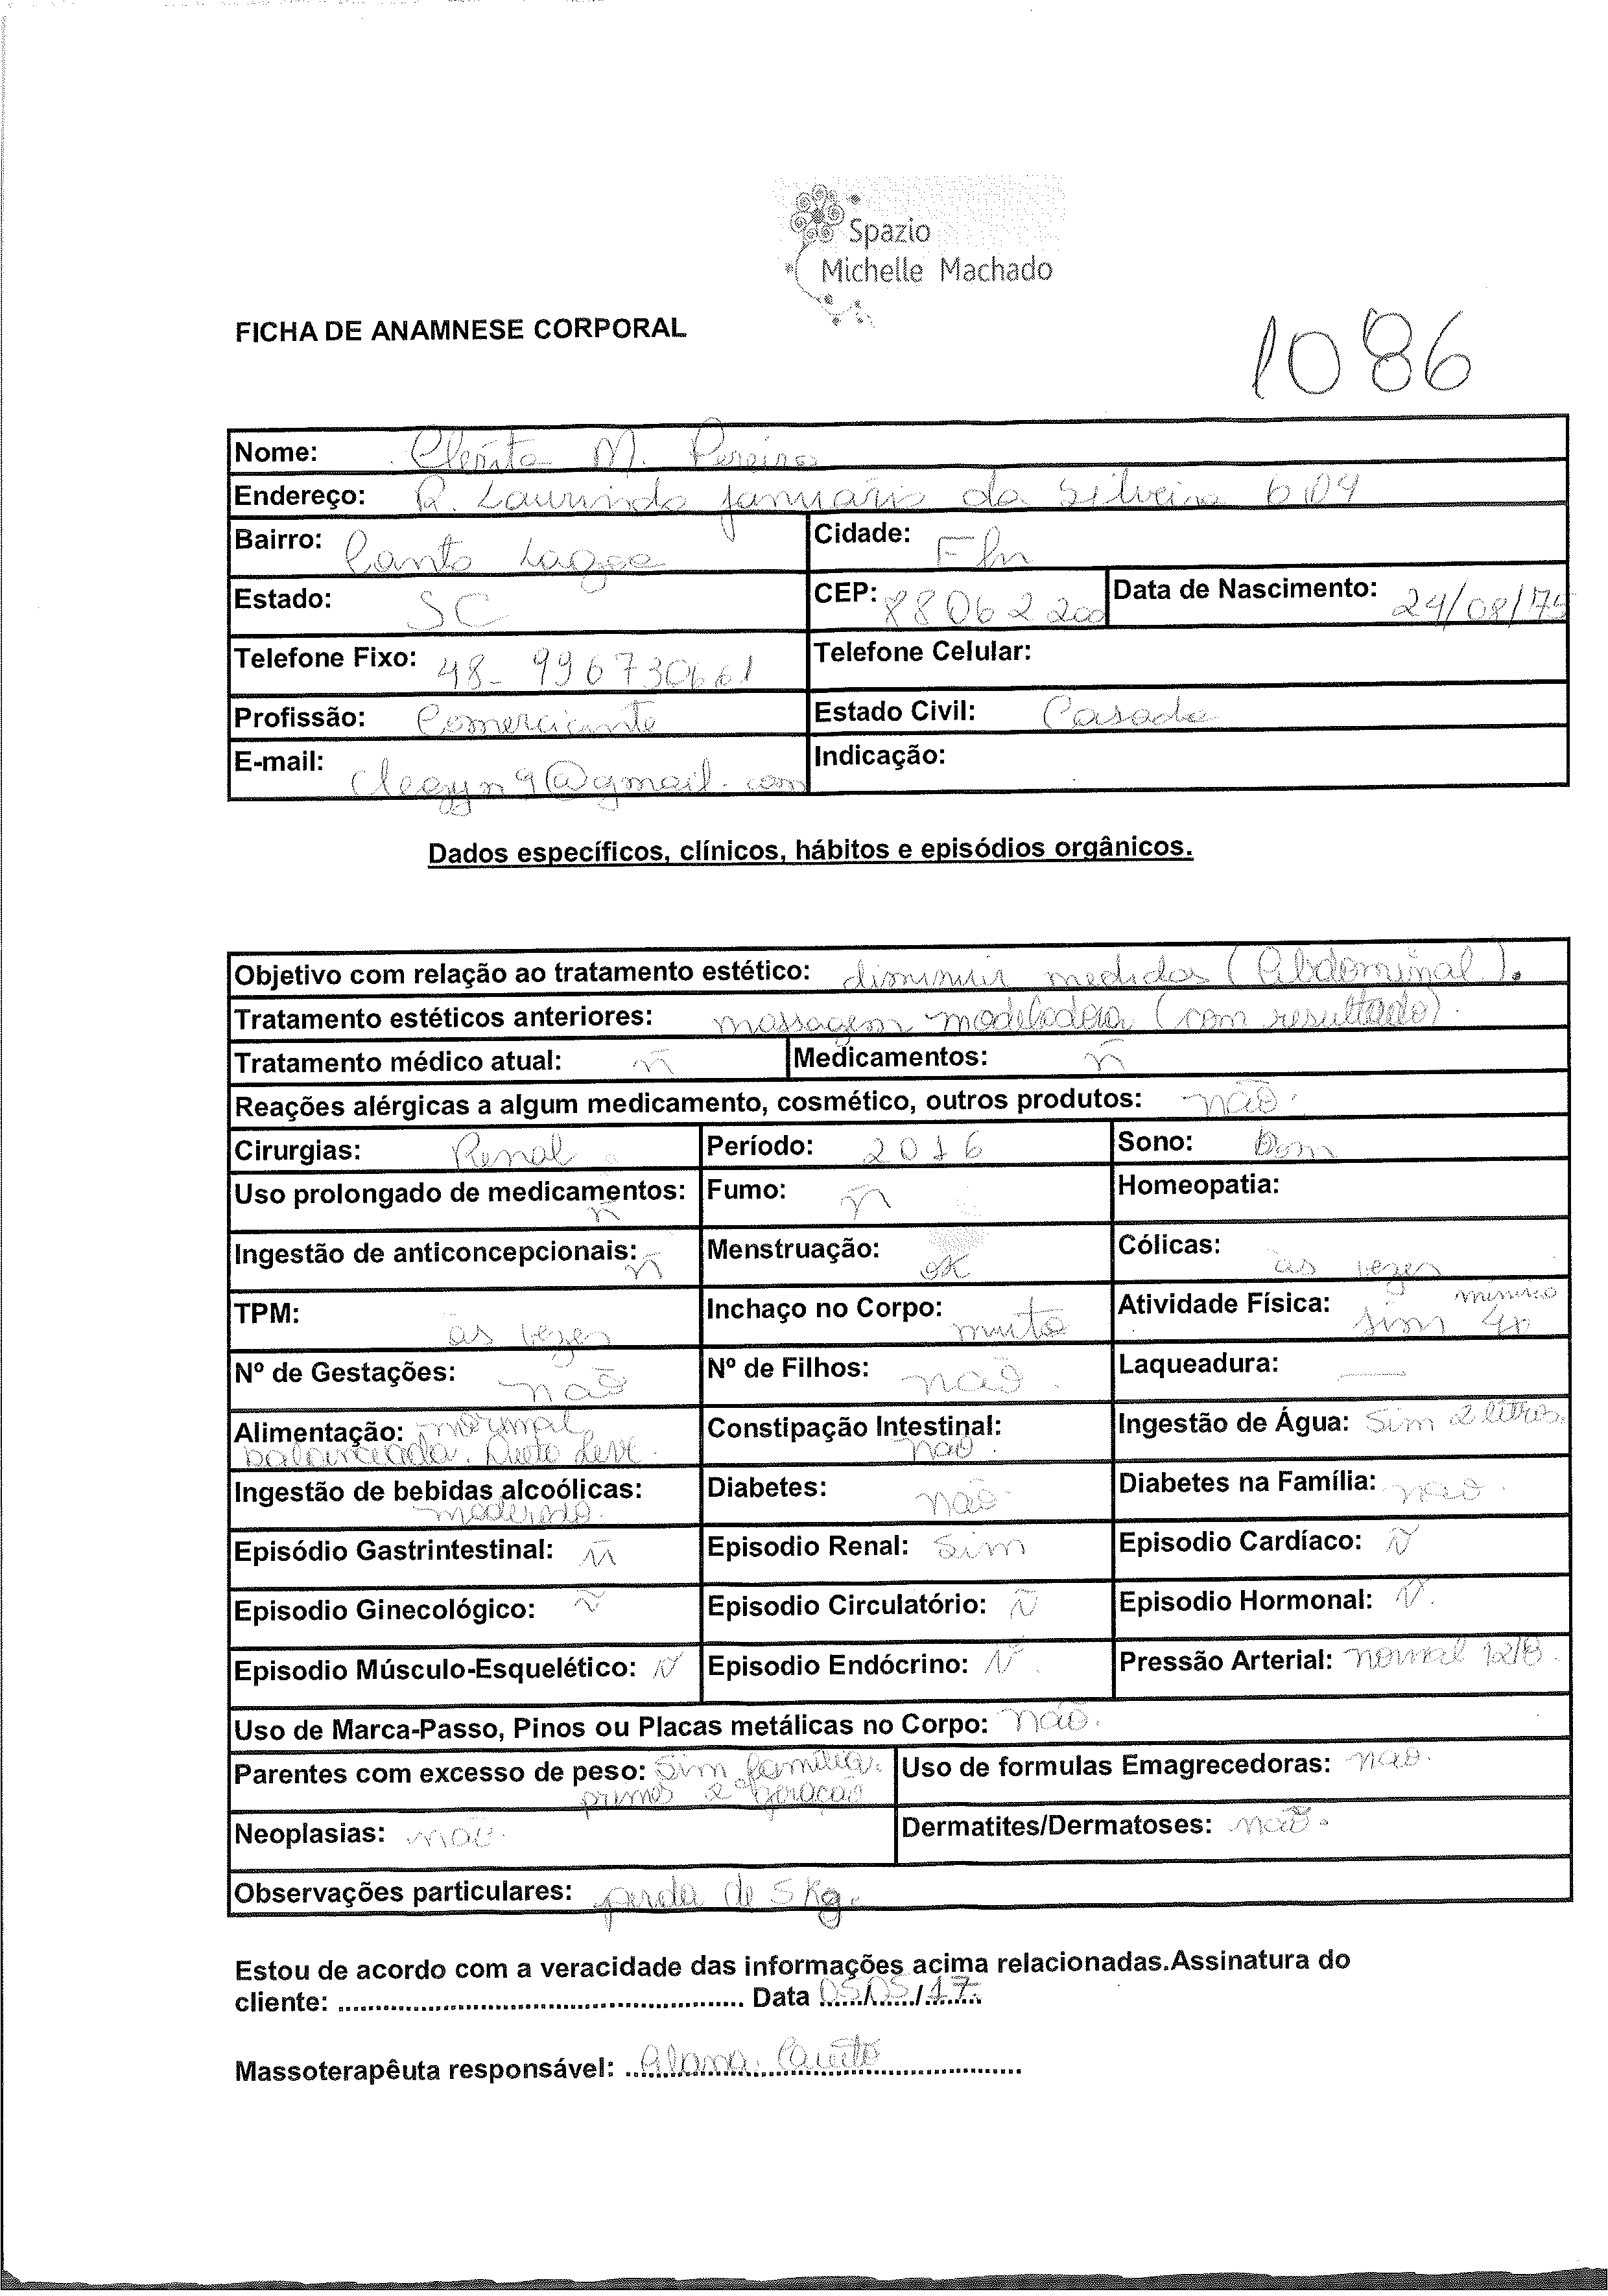 Spazio
Michelle Machado
FICHA DE ANAMNESE CORPORAL
1086
Nome: M. Pereira
Endereço: R. Laurindo Januário da Silveira 604
Bairro: Canto Lagoa Cidade: Fln
Estado: SC CEP: 88062200 Data de Nascimento: 24/08/75
Telefone Fixo: 48- 996730661 Telefone Celular:
Profissão: Comerciante Estado Civil: Casada
E-mail: clegyn9@gmail.com Indicação:
Dados específicos, clínicos, hábitos e episódios orgânicos.
Objetivo com relação ao tratamento estético: diminuir medidas (Abdominal).
Tratamento estéticos anteriores: massagem modeladora (com resultado).
Tratamento médico atual: ñ Medicamentos: ñ
Reações alérgicas a algum medicamento, cosmético, outros produtos: não.
Cirurgias: Renal Período: 2016 Sono: Bom
Uso prolongado de medicamentos: ñ Fumo: ñ Homeopatia:
Ingestão de anticoncepcionais: ñ Menstruação: ok Cólicas: as vezes
TPM: as vezes Inchaço no Corpo: muito Atividade Física: sim 4x
Nº de Gestações: não Nº de Filhos: não. Laqueadura: —
Alimentação: normal Constipação Intestinal: não. Ingestão de Água: Sim 2 litros.
balanceada. Dieta leve.
Ingestão de bebidas alcoólicas: Diabetes: não. Diabetes na Família: não.
moderado.
Episódio Gastrintestinal: ñ Episodio Renal: Sim Episodio Cardíaco: Ñ
Episodio Ginecológico: ñ Episodio Circulatório: Ñ Episodio Hormonal: Ñ.
Episodio Músculo-Esquelético: Ñ Episodio Endócrino: Ñ. Pressão Arterial: normal 12/8.
Uso de Marca-Passo, Pinos ou Placas metálicas no Corpo: Não.
Parentes com excesso de peso: Sim família. Uso de formulas Emagrecedoras: não.
primos 2ª geração
Neoplasias: não. Dermatites/Dermatoses: não.
Observações particulares: perda de 5 Kg.
Estou de acordo com a veracidade das informações acima relacionadas.Assinatura do
cliente: ................................................ Data 05/05/17.
Massoterapêuta responsável: Alana